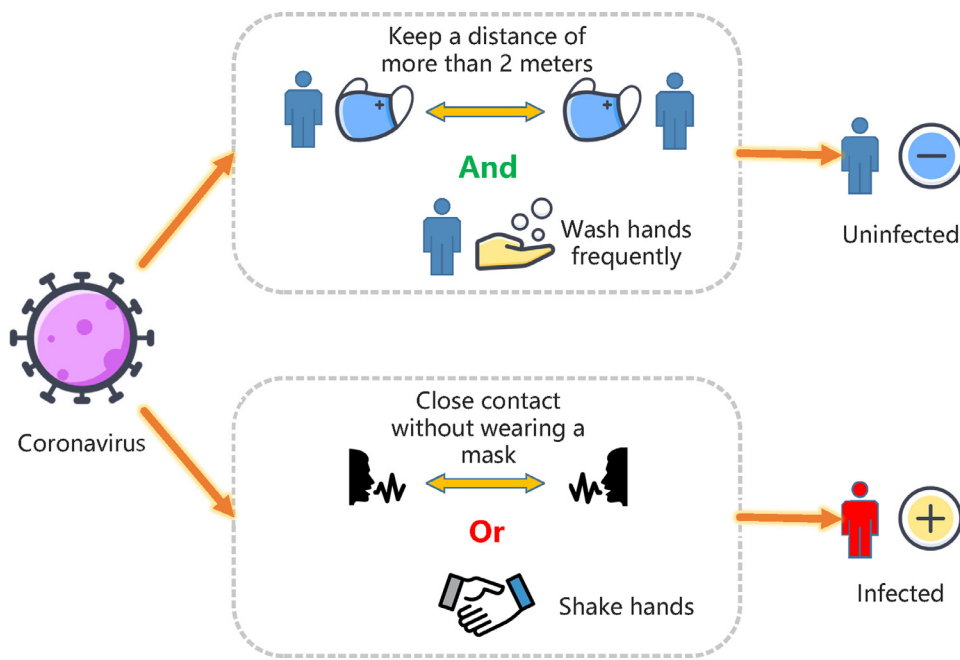 Keep a distance of
more than 2 meters
And
Wash hands
frequently
Uninfected
Coronavirus
Close contact
without wearing a
mask
Or
Shake hands
Infected